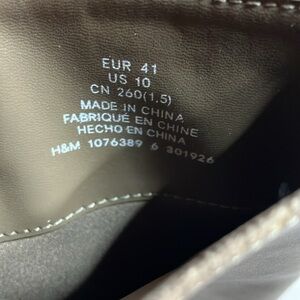 EUR 41
US 10
CN 260(1.5)
MADE IN CHINA
FABRIQUÉ EN CHINE
HECHO EN CHINA
H&M 1076389 6 301926